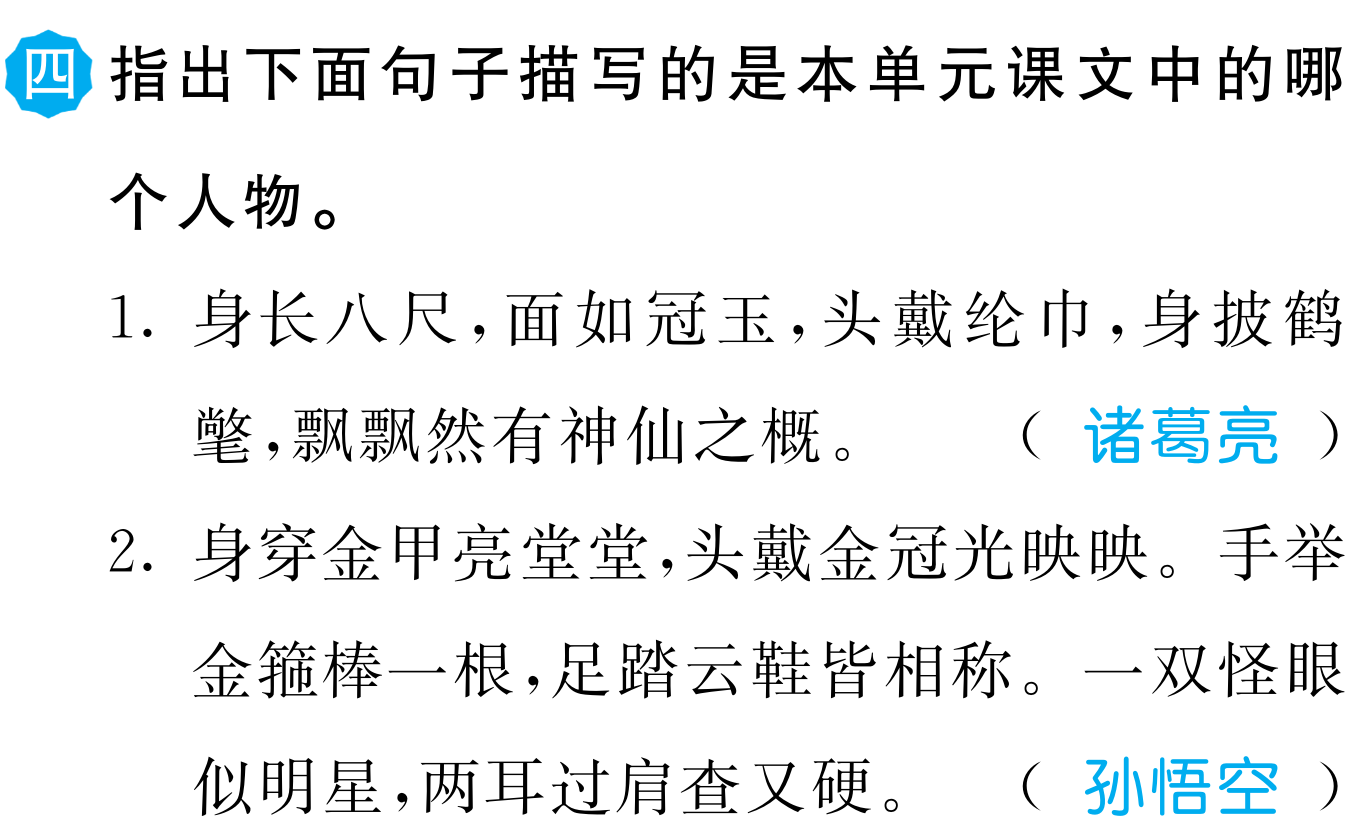 四 指出下面句子描写的是本单元课文中的哪
个人物。
1. 身长八尺,面如冠玉,头戴纶巾,身披鹤
氅,飘飘然有神仙之概。 ( 诸葛亮 )
2. 身穿金甲亮堂堂,头戴金冠光映映。手举
金箍棒一根,足踏云鞋皆相称。一双怪眼
似明星,两耳过肩查又硬。 ( 孙悟空 )